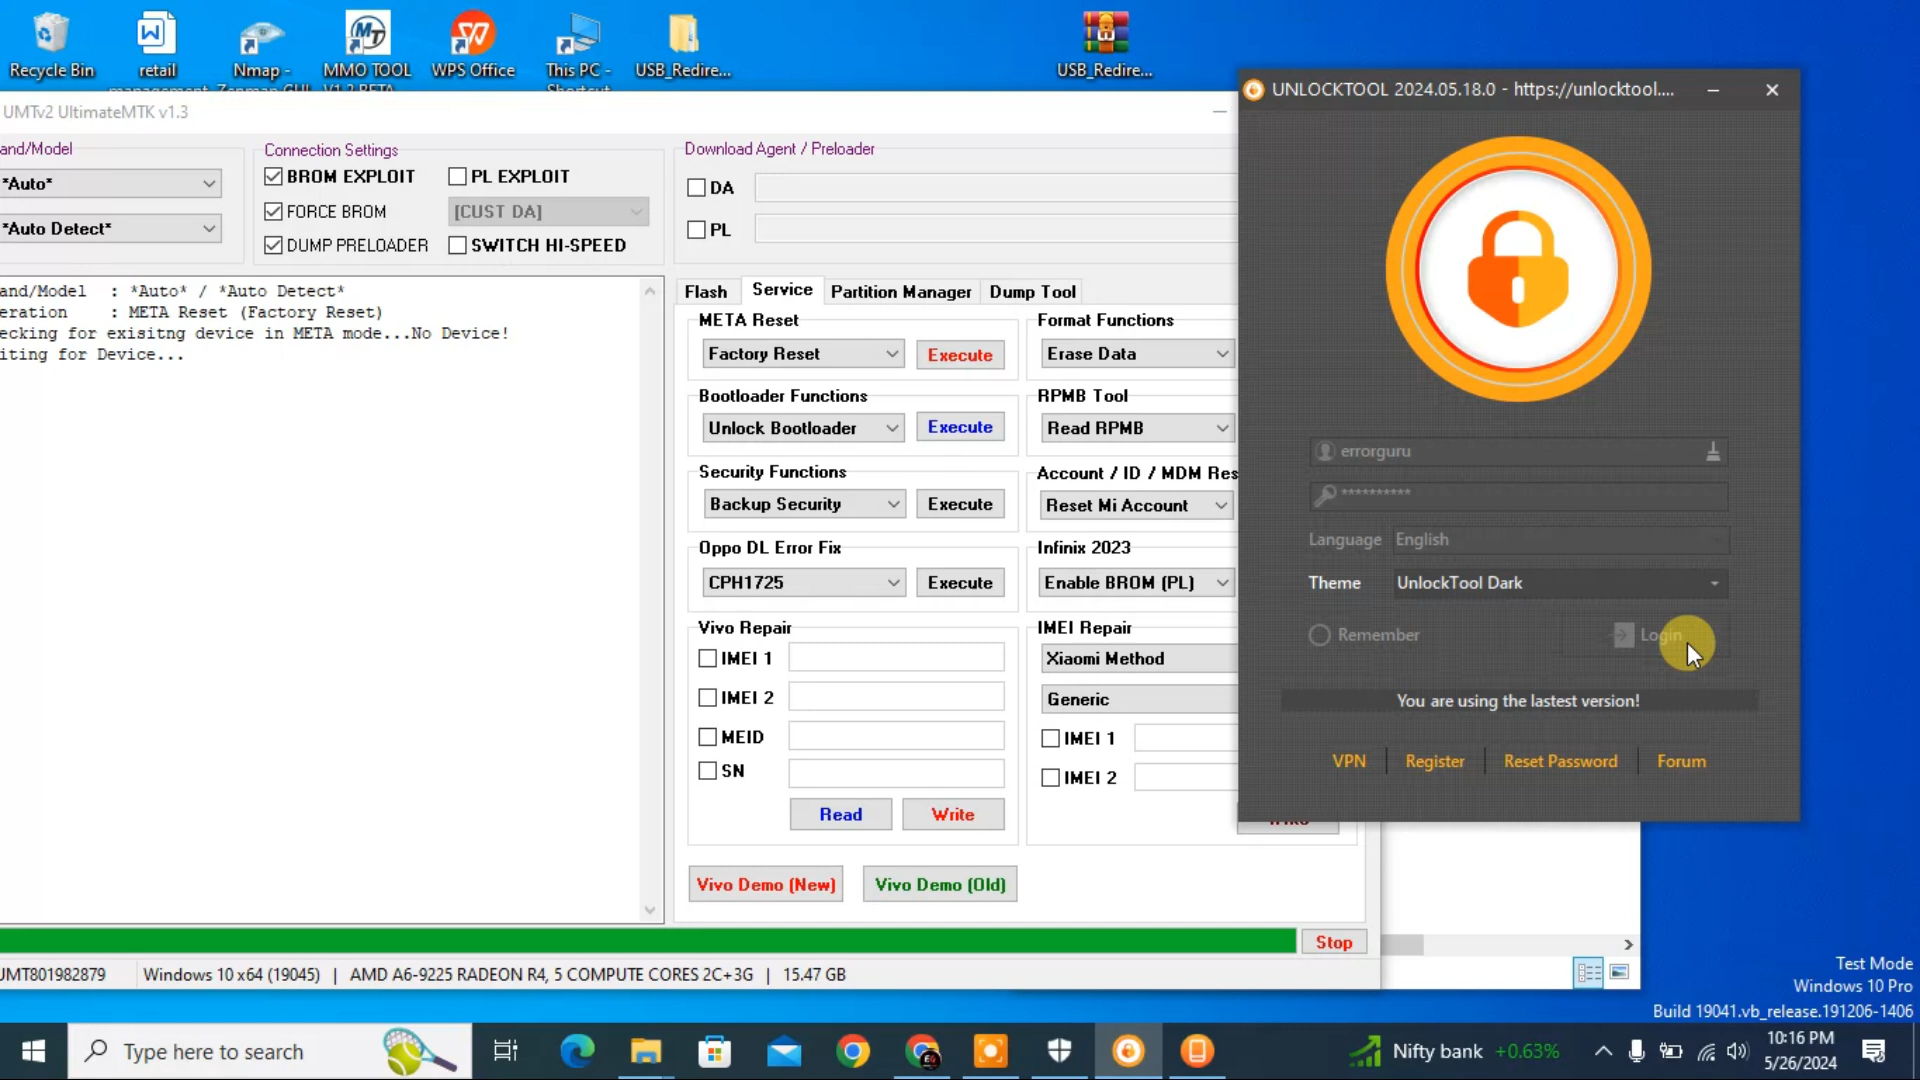 Recycle Bin
retail
Nmap -
MMO TOOL
WPS Office
This PC -
USB_Redire...
USB_Redire...
UMTv2 UltimateMTK v1.3
and/Model
*Auto*
*Auto Detect*
Connection Settings
BROM EXPLOIT
PL EXPLOIT
FORCE BROM
[CUST DA]
DUMP PRELOADER
SWITCH HI-SPEED
Download Agent / Preloader
DA
PL
and/Model : *Auto* / *Auto Detect*
eration : META Reset (Factory Reset)
ecking for exisitng device in META mode...No Device!
iting for Device...
Flash
Service
Partition Manager
Dump Tool
META Reset
Factory Reset
Execute
Format Functions
Erase Data
Bootloader Functions
Unlock Bootloader
Execute
RPMB Tool
Read RPMB
Security Functions
Backup Security
Execute
Account / ID / MDM Res
Reset Mi Account
Oppo DL Error Fix
CPH1725
Execute
Infinix 2023
Enable BROM (PL)
Vivo Repair
IMEI 1
IMEI 2
MEID
SN
Read
Write
IMEI Repair
Xiaomi Method
Generic
IMEI 1
IMEI 2
Vivo Demo (New)
Vivo Demo (Old)
Stop
UMT801982879
Windows 10 x64 (19045) | AMD A6-9225 RADEON R4, 5 COMPUTE CORES 2C+3G | 15.47 GB
UNLOCKTOOL 2024.05.18.0 - https://unlocktool....
errorguru
**********
Language
English
Theme
UnlockTool Dark
Remember
Login
You are using the lastest version!
VPN
Register
Reset Password
Forum
Test Mode
Windows 10 Pro
Build 19041.vb_release.191206-1406
Type here to search
Nifty bank +0.63%
10:16 PM
5/26/2024